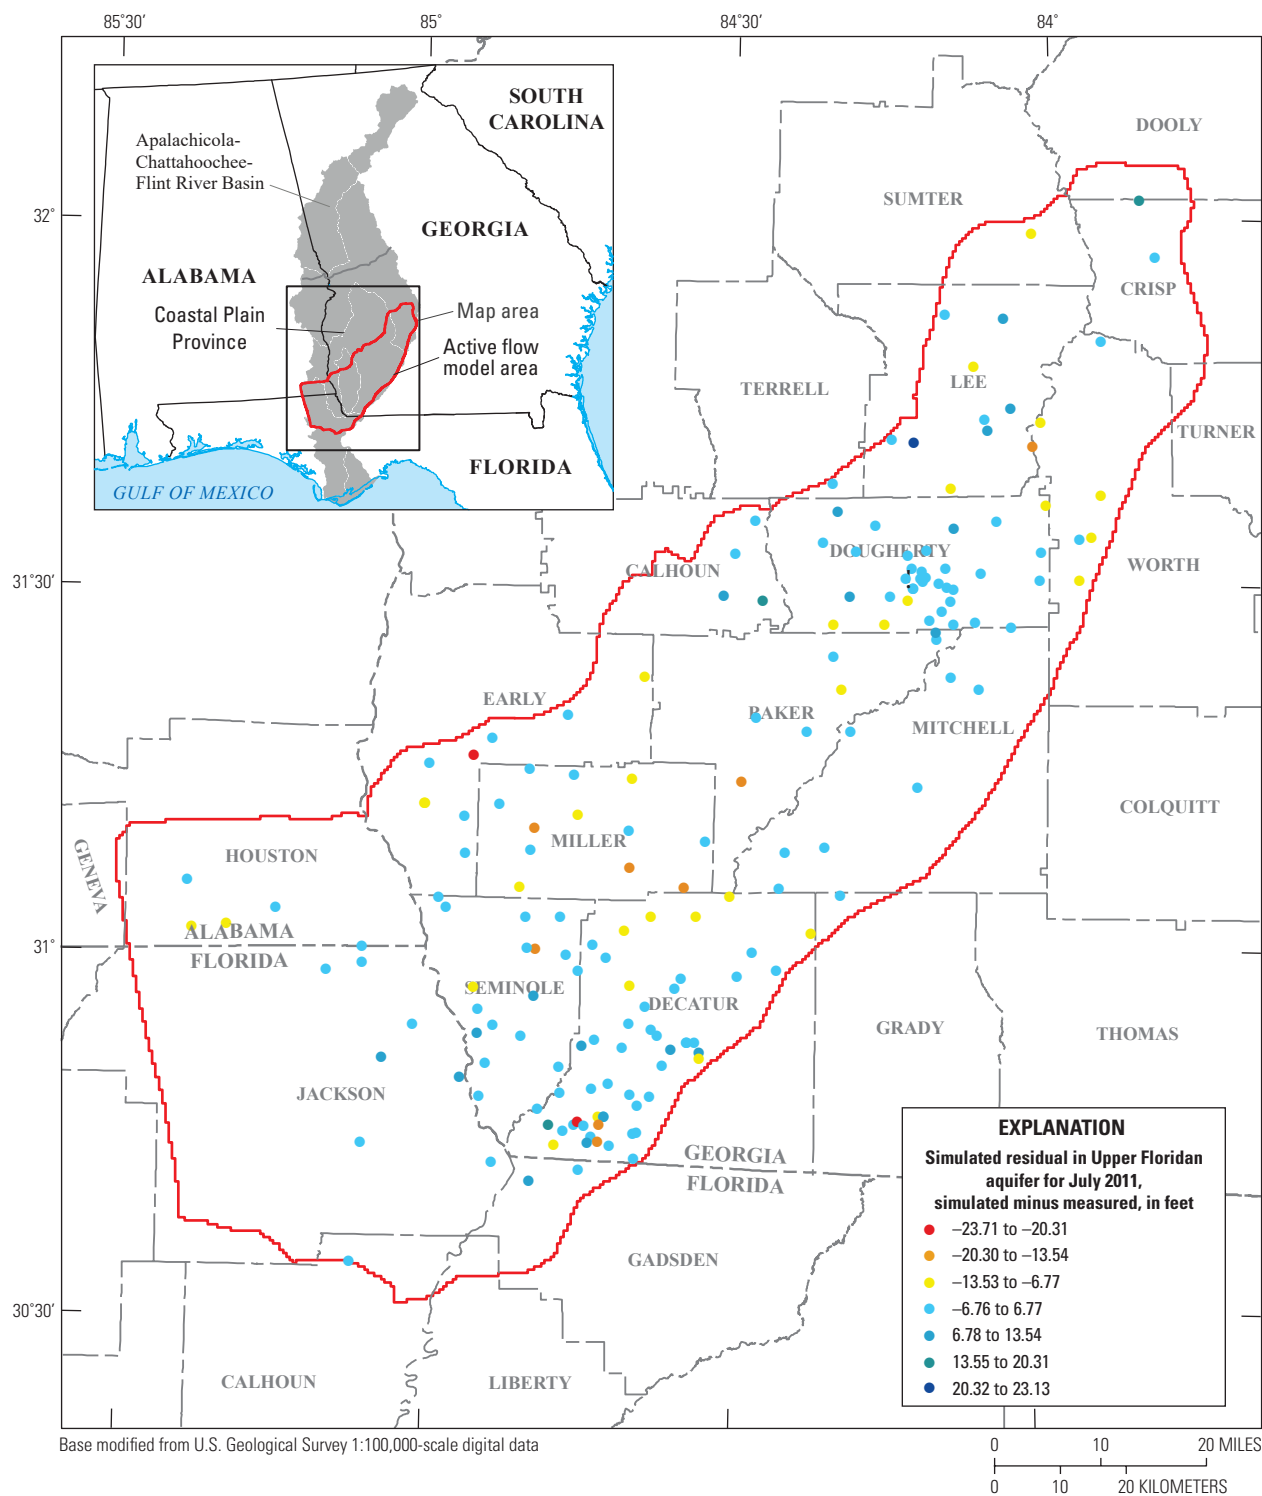 85°30′
85°
84°30′
84°
32°
31°30′
31°
30°30′
SOUTH
CAROLINA
Apalachicola-
Chattahoochee-
Flint River Basin
GEORGIA
ALABAMA
Coastal Plain
Province
Map area
Active flow
model area
FLORIDA
GULF OF MEXICO
DOOLY
SUMTER
CRISP
TERRELL
LEE
TURNER
DOUGHERTY
CALHOUN
WORTH
EARLY
BAKER
MITCHELL
COLQUITT
MILLER
HOUSTON
GENEVA
ALABAMA
FLORIDA
SEMINOLE
DECATUR
GRADY
THOMAS
JACKSON
GEORGIA
FLORIDA
GADSDEN
CALHOUN
LIBERTY
EXPLANATION
Simulated residual in Upper Floridan
aquifer for July 2011,
simulated minus measured, in feet
–23.71 to –20.31
–20.30 to –13.54
–13.53 to –6.77
–6.76 to 6.77
6.78 to 13.54
13.55 to 20.31
20.32 to 23.13
Base modified from U.S. Geological Survey 1:100,000-scale digital data
0 10 20 MILES
0 10 20 KILOMETERS